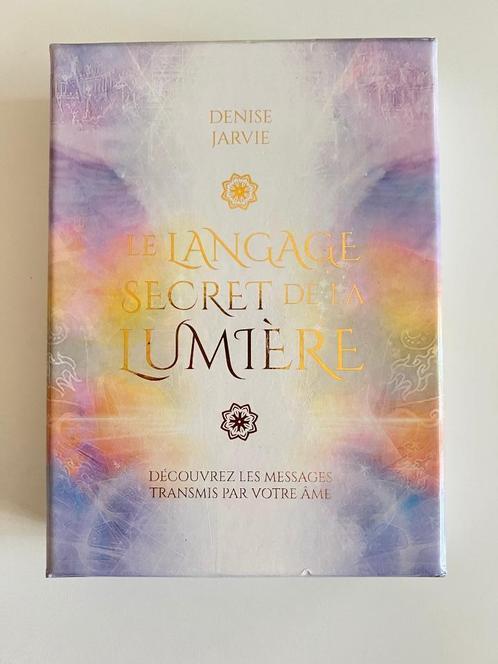 DENISE
JARVIE
LE LANGAGE
SECRET DE LA
LUMIÈRE
DÉCOUVREZ LES MESSAGES
TRANSMIS PAR VOTRE ÂME